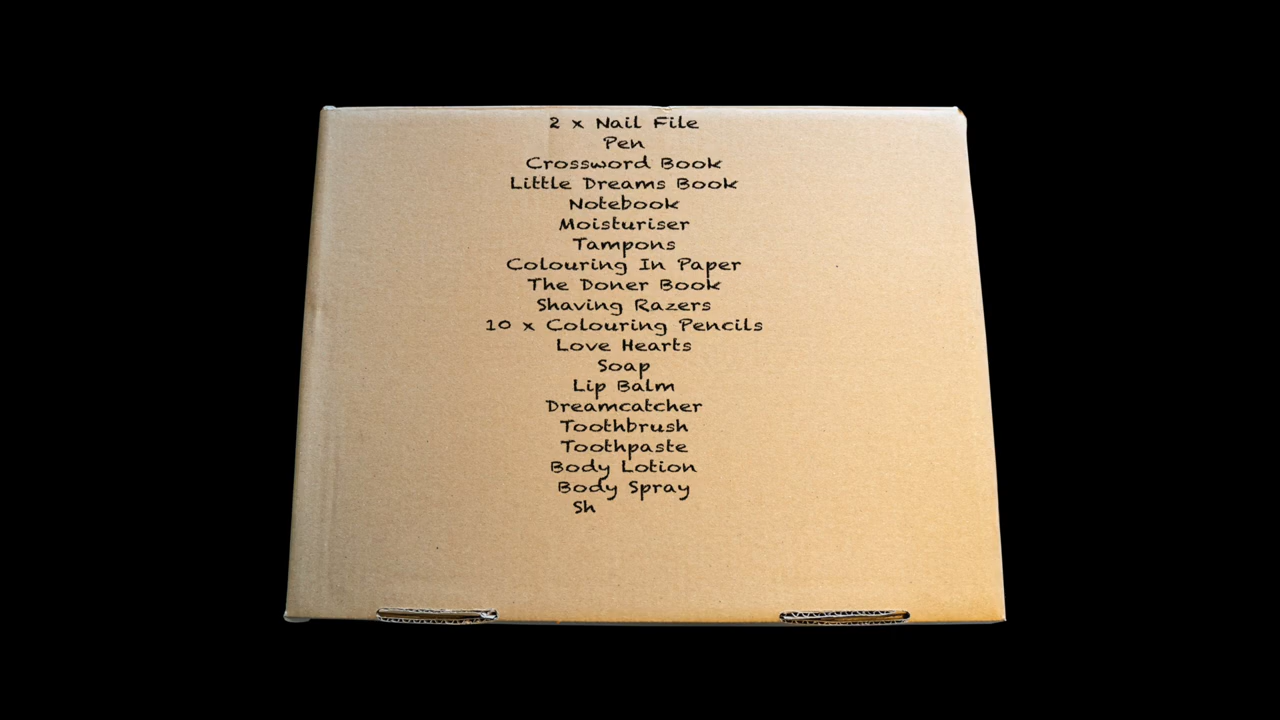 2 x Nail File
Pen
Crossword Book
Little Dreams Book
Notebook
Moisturiser
Tampons
Colouring In Paper
The Doner Book
Shaving Razers
10 x Colouring Pencils
Love Hearts
Soap
Lip Balm
Dreamcatcher
Toothbrush
Toothpaste
Body Lotion
Body Spray
Sh